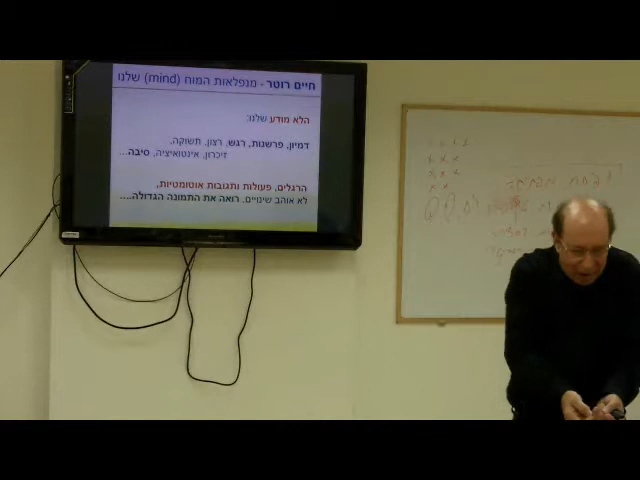 חיים רוטר - מנפלאות המוח (mind) שלנו
הלא מודע שלנו:
דמיון, פרשנות, רגש, רצון, תשוקה,
זיכרון, אינטואיציה, סיבה...
הרגלים, פעולות ותגובות אוטומטיות,
לא אוהב שינויים. רואה את התמונה הגדולה....